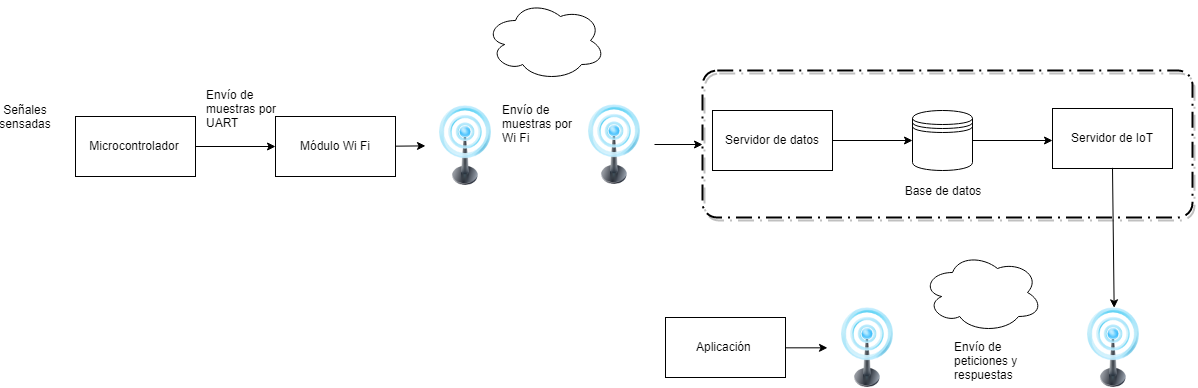 Señales
sensadas
Microcontrolador
Envío de
muestras por
UART
Módulo Wi Fi
Envío de
muestras por
Wi Fi
Servidor de datos
Base de datos
Servidor de IoT
Aplicación
Envío de
peticiones y
respuestas